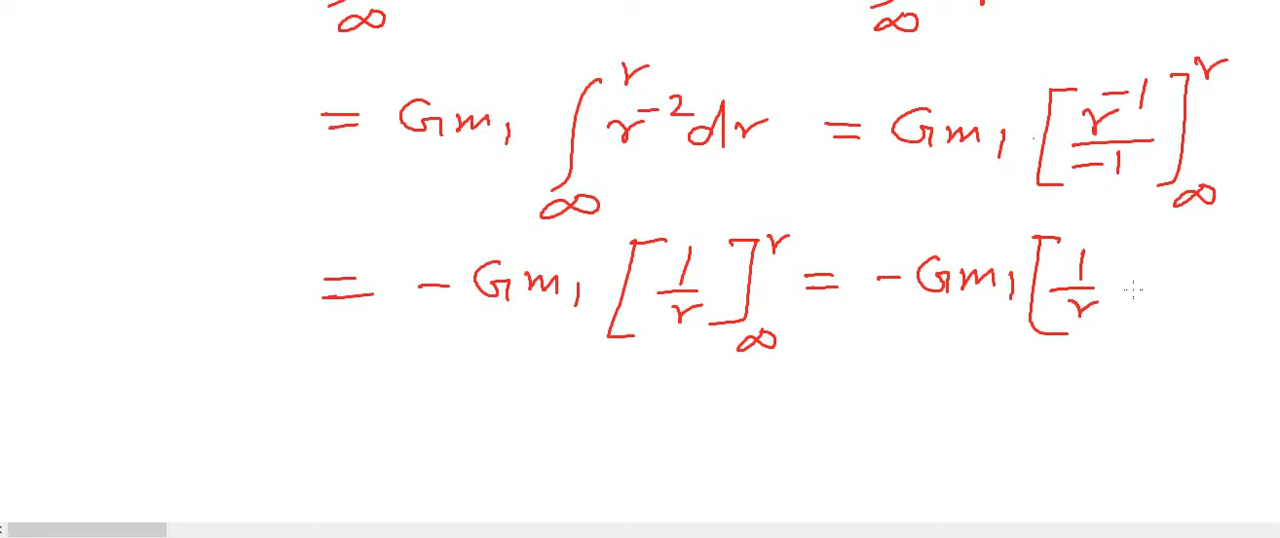 ∞ ∞
= Gm₁ ∫_∞^r r⁻² dr = Gm₁ [r⁻¹/−1]_∞^r
= − Gm₁ [1/r]_∞^r = − Gm₁ [1/r